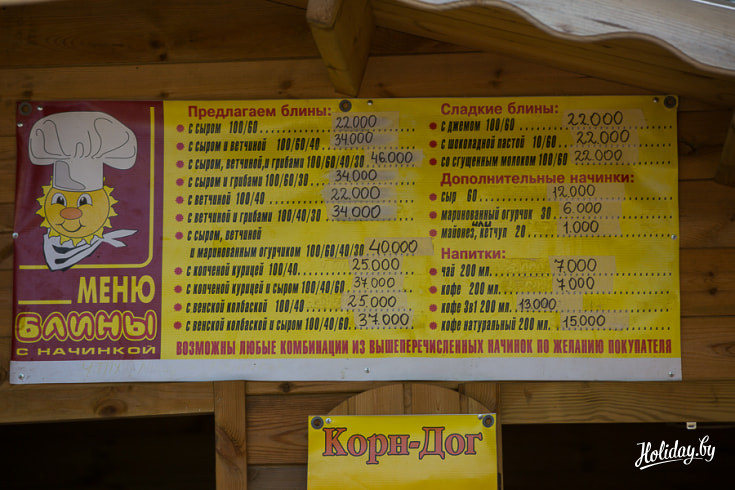 МЕНЮ
БЛИНЫ
С НАЧИНКОЙ
Предлагаем блины:
с сыром 100/60 22.000
с сыром и ветчиной 100/60/40 34.000
с сыром, ветчиной,и грибами 100/60/40/30 46.000
с сыром и грибами 100/60/30 34.000
с ветчиной 100/40 22.000
с ветчиной и грибами 100/40/30 34.000
с сыром, ветчиной
и маринованным огурчиком 100/60/40/30 40.000
с копченой курицей 100/40 25.000
с копченой курицей и сыром 100/40/60 37.000
с венской колбаской 100/40 25.000
с венской колбаской и сыром 100/40/60 37.000
Сладкие блины:
с джемом 100/60 22.000
с шоколадной пастой 10/60 22.000
со сгущенным молоком 100/60 22.000
Дополнительные начинки:
сыр 60 12.000
маринованный огурчик 30 6.000
майонез, кетчуп 20 1.000
Напитки:
чай 200 мл. 7000
кофе 200 мл. 7000
кофе 3в1 200 мл. 13.000
кофе натуральный 200 мл. 15.000
ВОЗМОЖНЫ ЛЮБЫЕ КОМБИНАЦИИ ИЗ ВЫШЕПЕРЕЧИСЛЕННЫХ НАЧИНОК ПО ЖЕЛАНИЮ ПОКУПАТЕЛЯ
Корн-Дог
Holiday.by